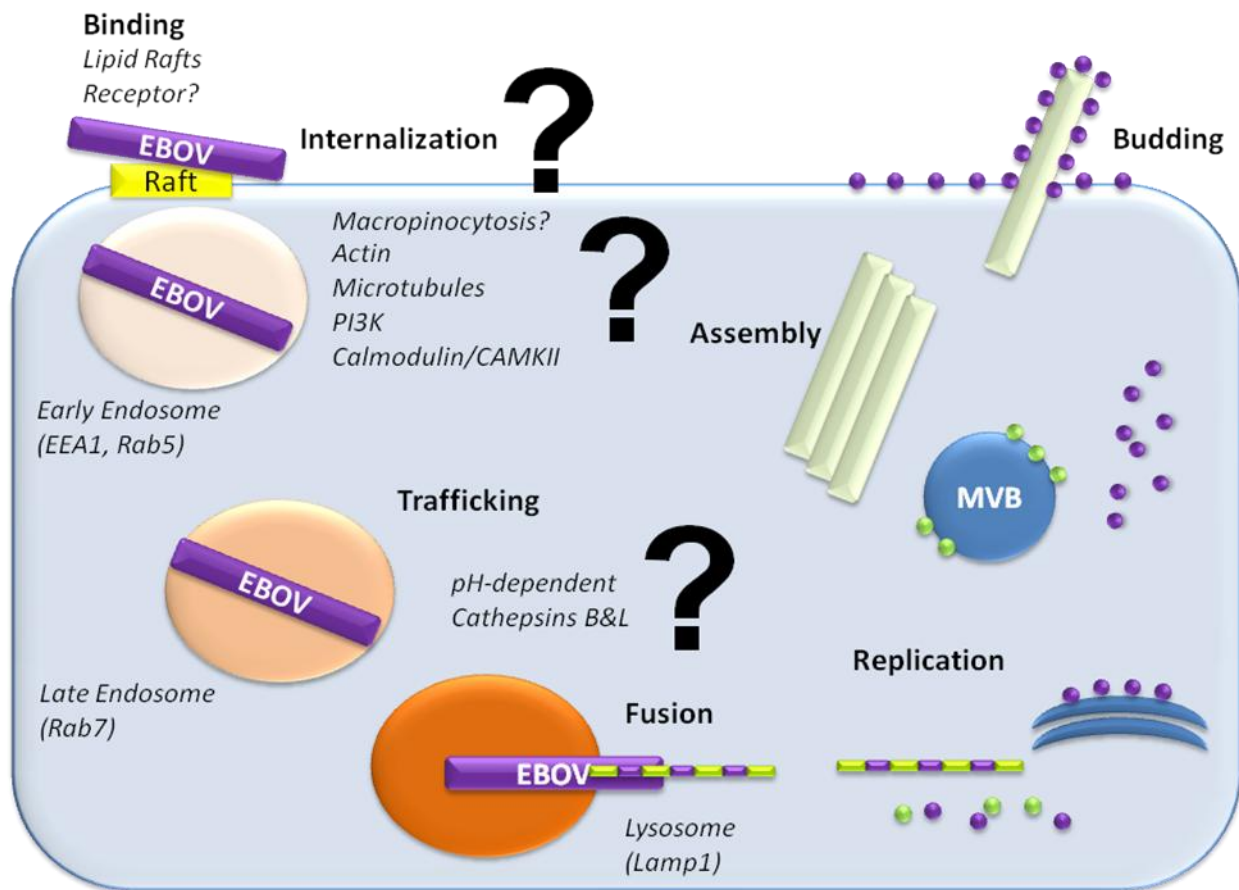 Binding
Lipid Rafts
Receptor?
EBOV
Raft
Internalization
?
Macropinocytosis?
Actin
Microtubules
PI3K
Calmodulin/CAMKII
?
EBOV
Early Endosome
(EEA1, Rab5)
Trafficking
EBOV
pH-dependent
Cathepsins B&L
?
Late Endosome
(Rab7)
Fusion
EBOV
Lysosome
(Lamp1)
Replication
MVB
Assembly
Budding